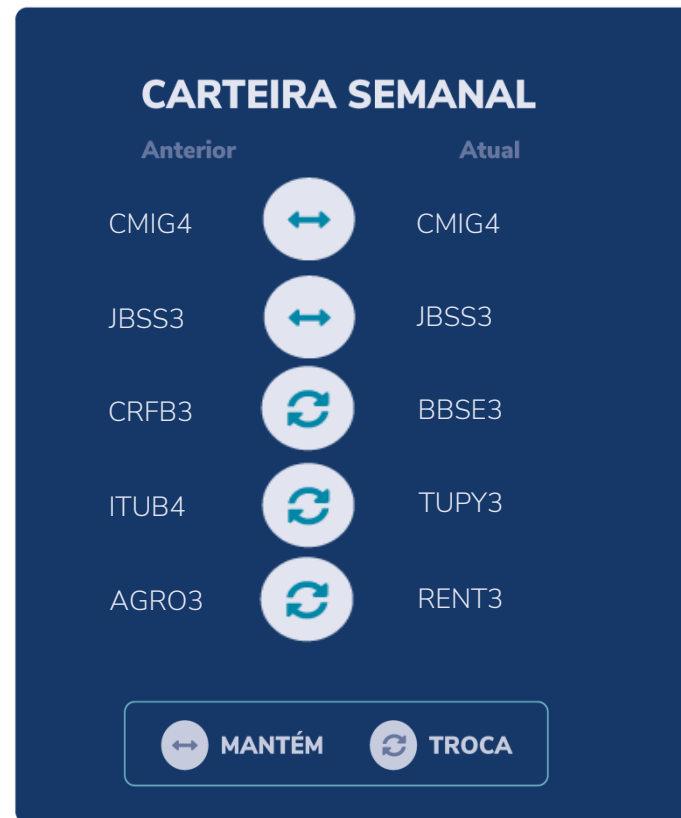 CARTEIRA SEMANAL
Anterior Atual
CMIG4 CMIG4
JBSS3 JBSS3
CRFB3 BBSE3
ITUB4 TUPY3
AGRO3 RENT3
MANTÉM TROCA